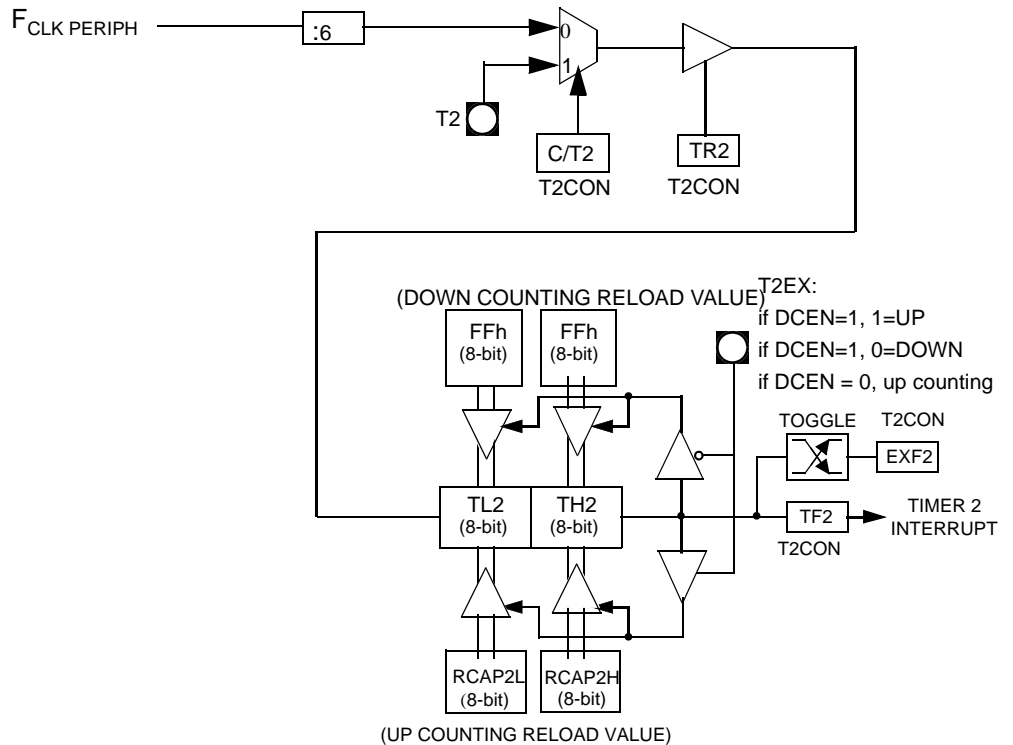 FCLK PERIPH
:6
0
1
T2
C/T2
TR2
T2CON
T2CON
T2EX:
(DOWN COUNTING RELOAD VALUE)
if DCEN=1, 1=UP
FFh
(8-bit)
FFh
(8-bit)
if DCEN=1, 0=DOWN
if DCEN = 0, up counting
TOGGLE
T2CON
EXF2
TL2
(8-bit)
TH2
(8-bit)
TF2
TIMER 2
INTERRUPT
T2CON
RCAP2L
(8-bit)
RCAP2H
(8-bit)
(UP COUNTING RELOAD VALUE)